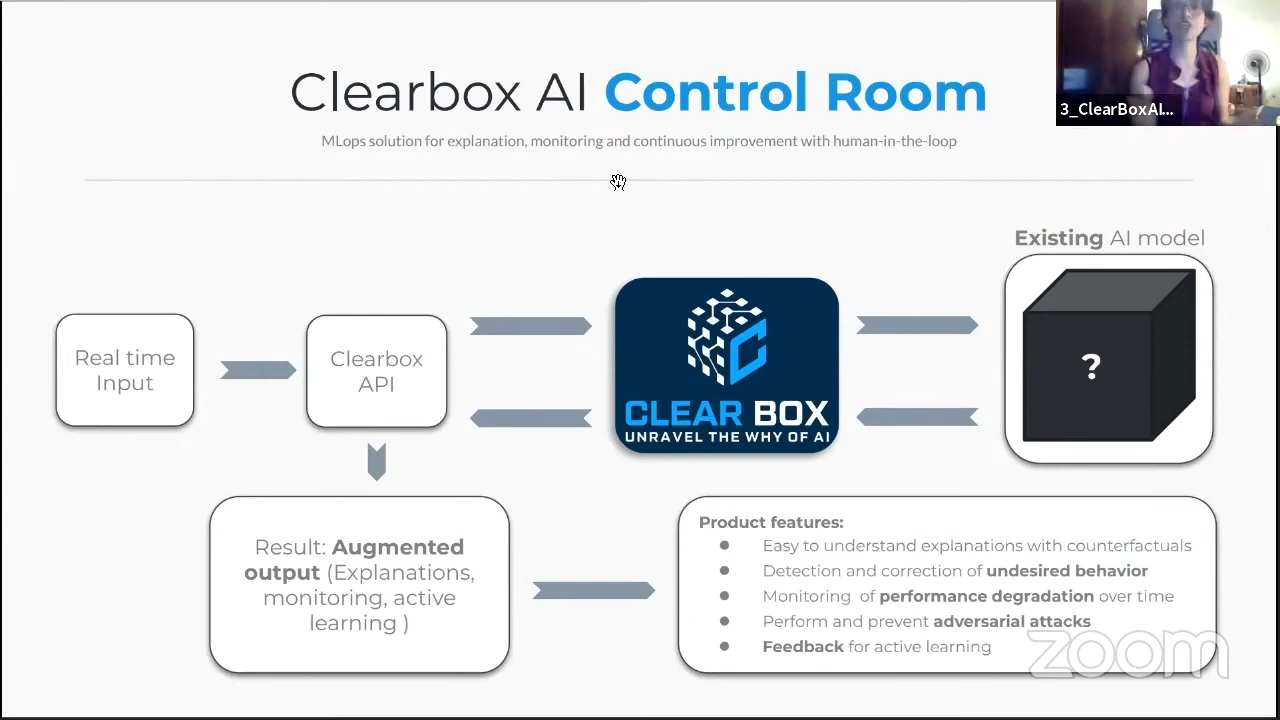 Clearbox AI Control Room
3_ClearBoxAI...
MLops solution for explanation, monitoring and continuous improvement with human-in-the-loop
Existing AI model
Real time
Input
Clearbox
API
CLEAR BOX
UNRAVEL THE WHY OF AI
?
Result: Augmented
output (Explanations,
monitoring, active
learning )
Product features:
● Easy to understand explanations with counterfactuals
● Detection and correction of undesired behavior
● Monitoring of performance degradation over time
● Perform and prevent adversarial attacks
● Feedback for active learning
zoom